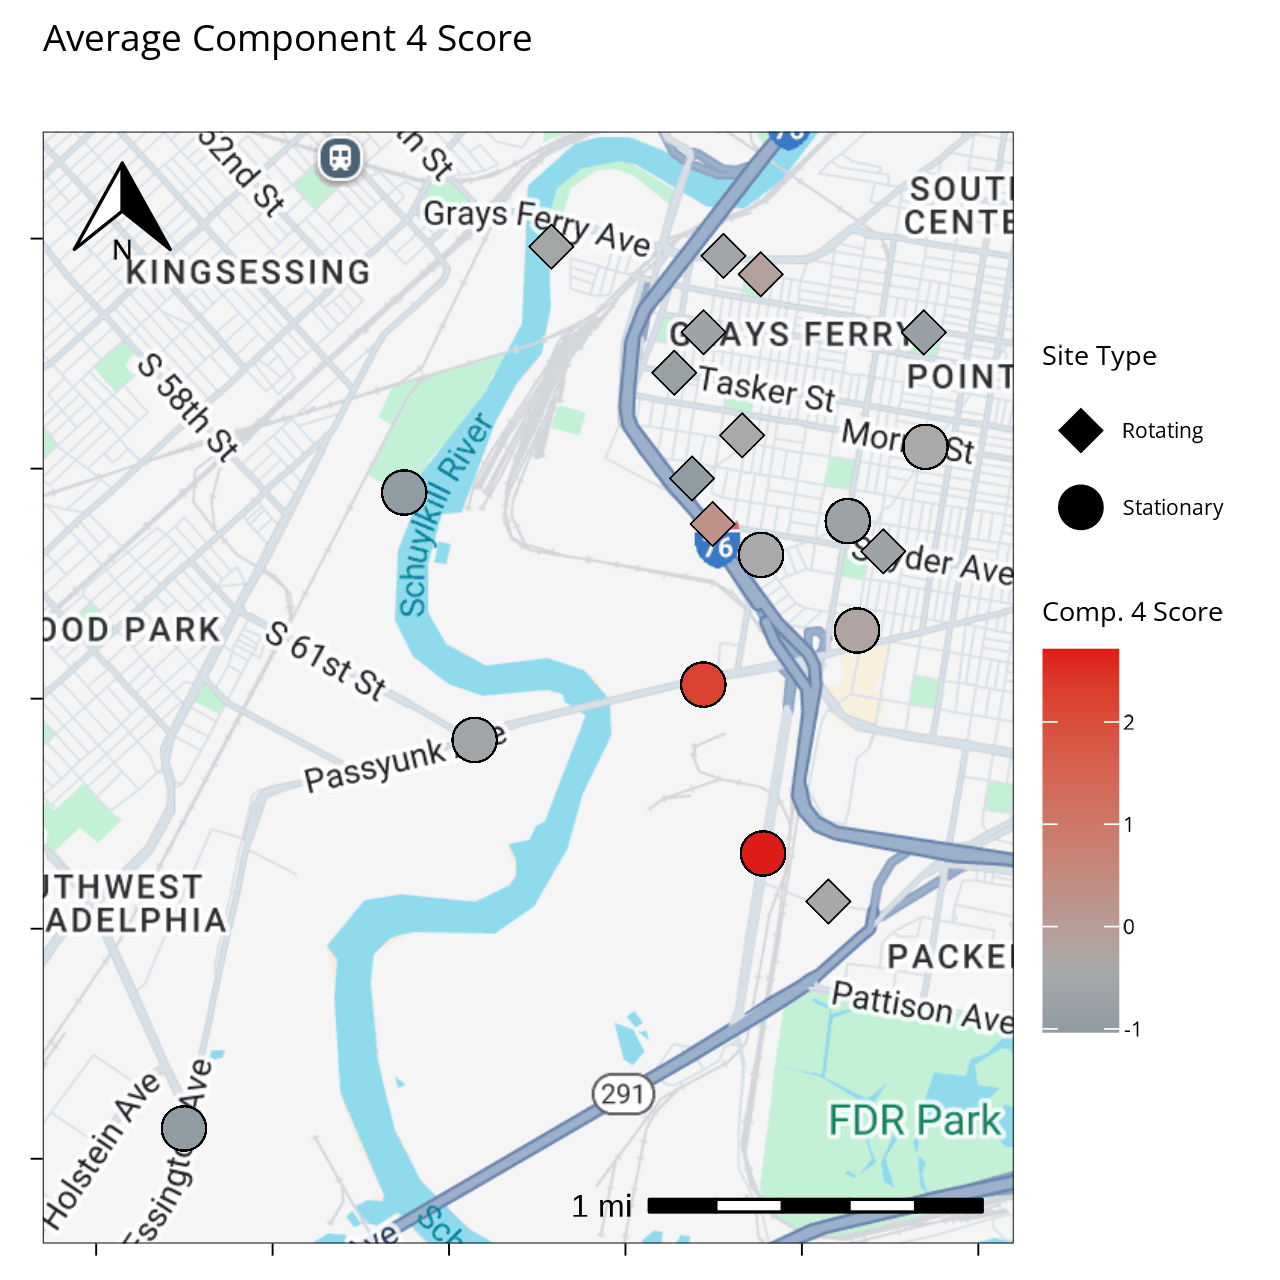 Average Component 4 Score
52nd St
th St
76
SOUTH
CENTE
Grays Ferry Ave
N
KINGSESSING
GRAYS FERRY
POINT
S 58th St
Tasker St
St
Schuylkill River
76
Snyder Ave
OOD PARK
S 61st St
Passyunk Ave
UTHWEST
ADELPHIA
PACKE
Pattison Ave
291
FDR Park
Holstein Ave
Essington Ave
1 mi
Ave
Sch
Site Type
Rotating
Stationary
Comp. 4 Score
2
1
0
-1